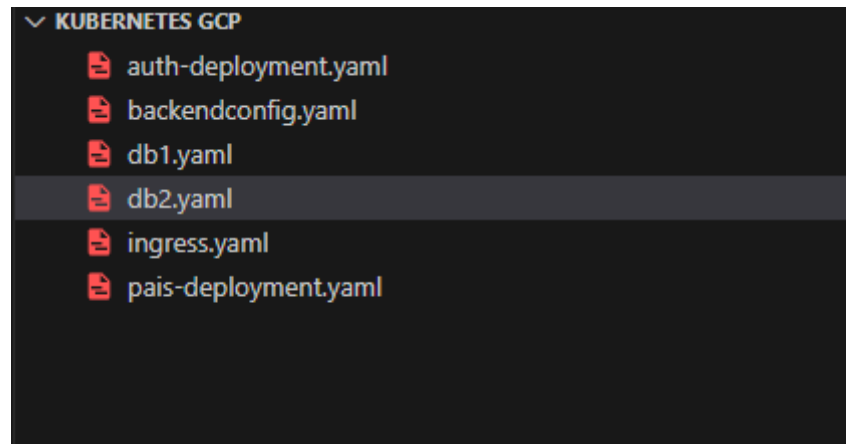 KUBERNETES GCP
auth-deployment.yaml
backendconfig.yaml
db1.yaml
db2.yaml
ingress.yaml
pais-deployment.yaml